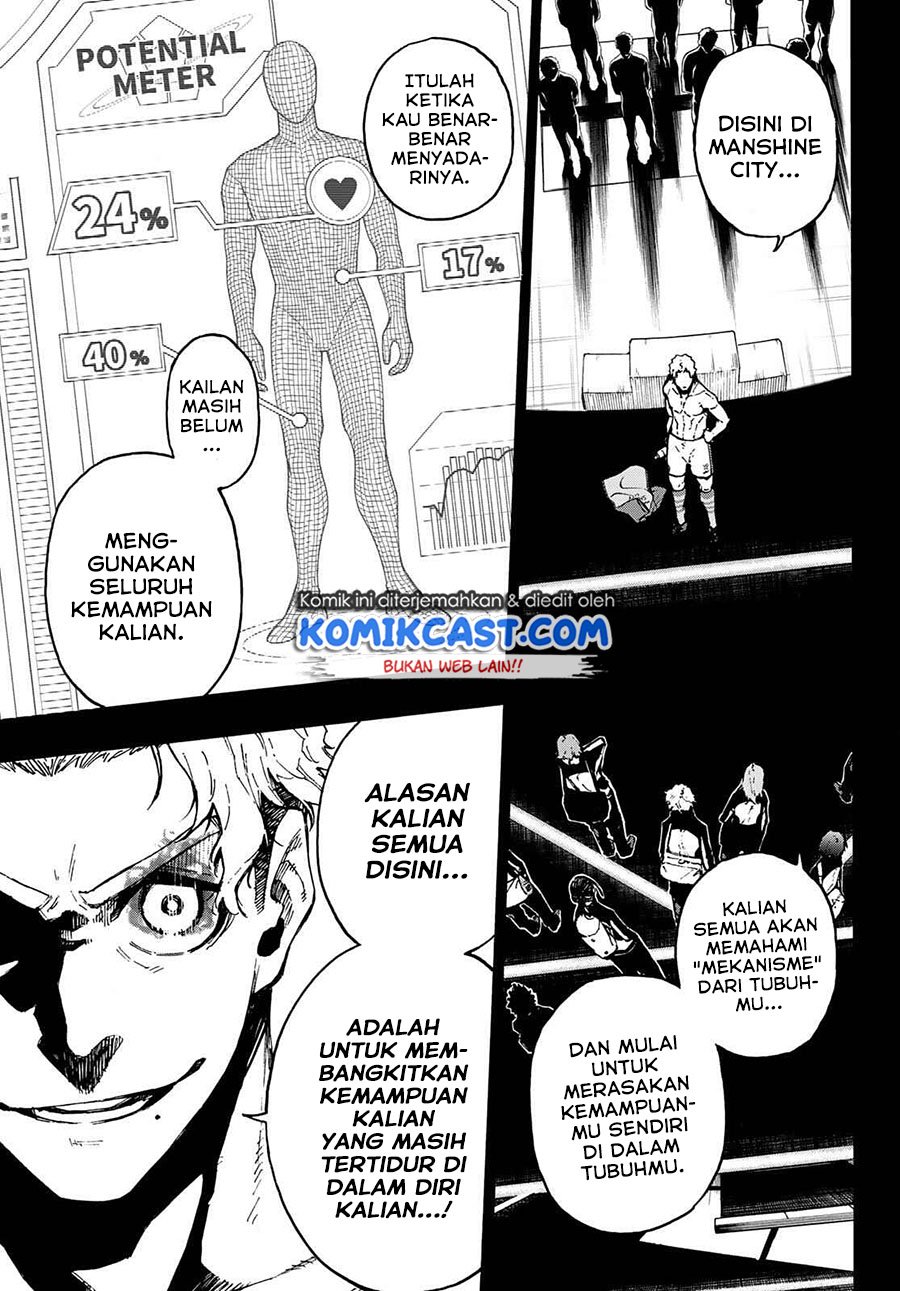 DISINI DI
MANSHINE
CITY...
ITULAH
KETIKA
KAU BENAR-
BENAR
MENYADA-
RINYA.
POTENTIAL
METER
24%
17%
40%
KAILAN
MASIH
BELUM
...
MENG-
GUNAKAN
SELURUH
KEMAMPUAN
KALIAN.
Komik ini diterjemahkan & diedit oleh
KOMIKCAST.COM
BUKAN WEB LAIN!!
KALIAN
SEMUA AKAN
MEMAHAMI
"MEKANISME"
DARI TUBUH-
MU...
DAN MULAI
UNTUK
MERASAKAN
KEMAMPUAN-
MU SENDIRI
DI DALAM
TUBUHMU.
ALASAN
KALIAN
SEMUA
DISINI...
ADALAH
UNTUK MEM-
BANGKITKAN
KEMAMPUAN
KALIAN
YANG MASIH
TERTIDUR DI
DALAM DIRI
KALIAN...!